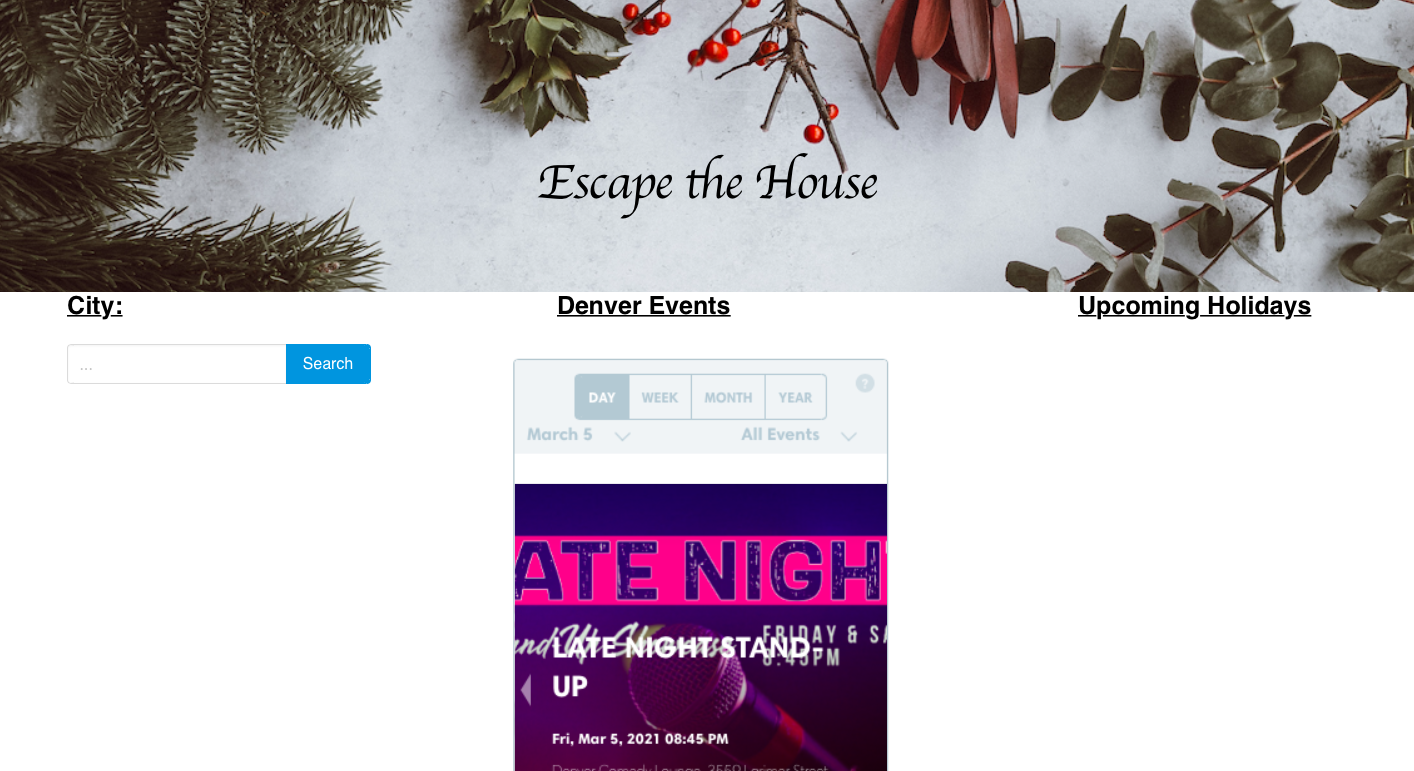 Escape the House
City:
Denver Events
Upcoming Holidays
...
Search
?
DAY WEEK MONTH YEAR
March 5
All Events
ATE NIGH
FRIDAY & SA
8:45PM
LATE NIGHT STAND-
UP
Fri, Mar 5, 2021 08:45 PM
Denver Comedy Lounge, 3559 Larimer Street,